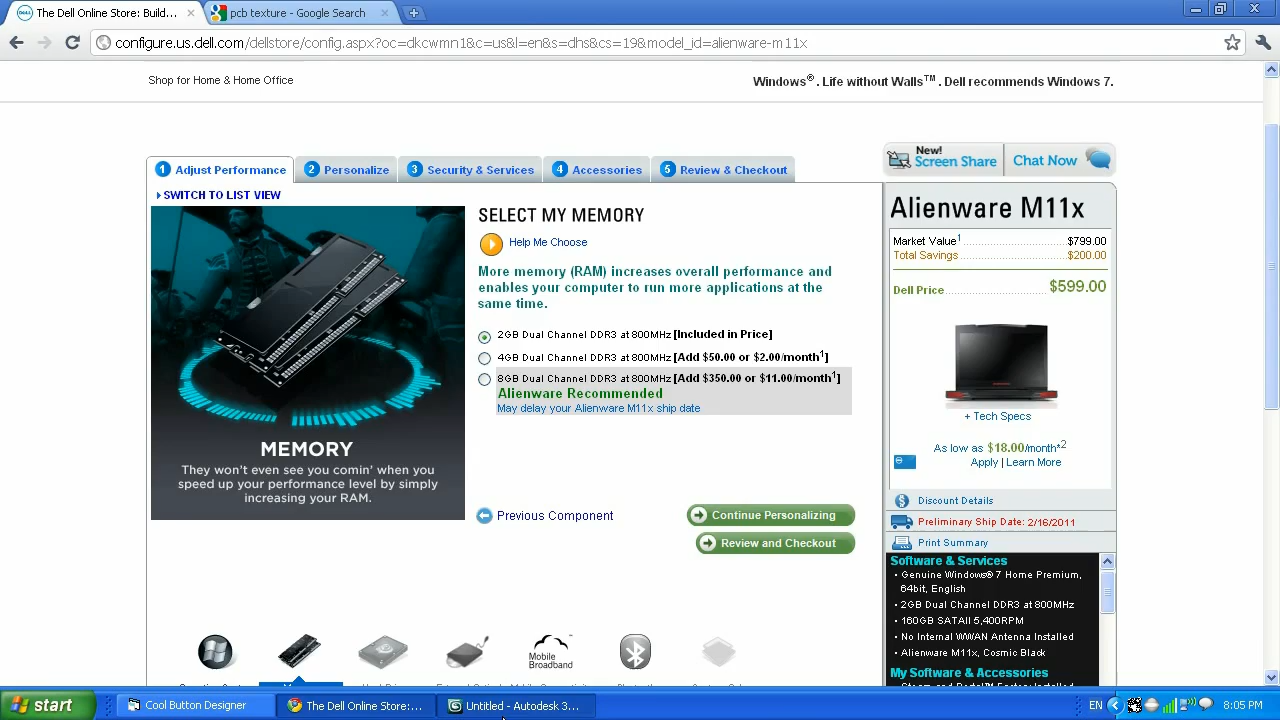 The Dell Online Store: Build...
pcb texture - Google Search
configure.us.dell.com/dellstore/config.aspx?oc=dkcwmn1&c=us&l=en&s=dhs&cs=19&model_id=alienware-m11x
Shop for Home & Home Office
Windows®. Life without Walls™. Dell recommends Windows 7.
1 Adjust Performance
2 Personalize
3 Security & Services
4 Accessories
5 Review & Checkout
New!
Screen Share
Chat Now
SWITCH TO LIST VIEW
MEMORY
They won't even see you comin' when you
speed up your performance level by simply
increasing your RAM.
SELECT MY MEMORY
Help Me Choose
More memory (RAM) increases overall performance and
enables your computer to run more applications at the
same time.
2GB Dual Channel DDR3 at 800MHz [Included in Price]
4GB Dual Channel DDR3 at 800MHz [Add $50.00 or $2.00/month1]
8GB Dual Channel DDR3 at 800MHz [Add $350.00 or $11.00/month1]
Alienware Recommended
May delay your Alienware M11x ship date
Previous Component
Continue Personalizing
Review and Checkout
Mobile
Broadband
Alienware M11x
Market Value1 $799.00
Total Savings $200.00
Dell Price $599.00
+ Tech Specs
As low as $18.00/month*2
Apply | Learn More
Discount Details
Preliminary Ship Date: 2/16/2011
Print Summary
Software & Services
• Genuine Windows® 7 Home Premium,
64bit, English
• 2GB Dual Channel DDR3 at 800MHz
• 160GB SATAII 5,400RPM
• No Internal WWAN Antenna Installed
• Alienware M11x, Cosmic Black
My Software & Accessories
start
Cool Button Designer
The Dell Online Store:...
Untitled - Autodesk 3...
EN
8:05 PM